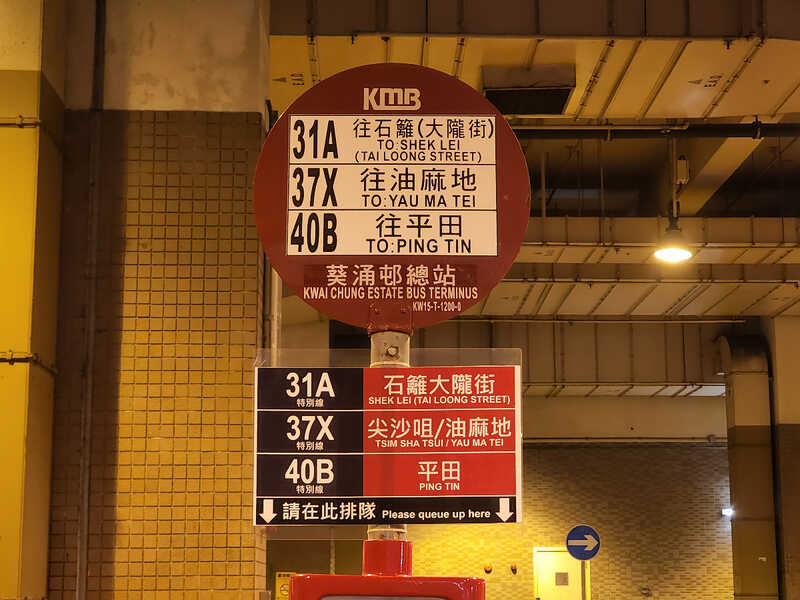 KMB
31A
往石籬(大隴街)
TO:SHEK LEI
(TAI LOONG STREET)
37X
往油麻地
TO:YAU MA TEI
40B
往平田
TO:PING TIN
葵涌邨總站
KWAI CHUNG ESTATE BUS TERMINUS
KW15-T-1200-0
31A
特別線
石籬大隴街
SHEK LEI (TAI LOONG STREET)
37X
特別線
尖沙咀/油麻地
TSIM SHA TSUI / YAU MA TEI
40B
特別線
平田
PING TIN
請在此排隊 Please queue up here